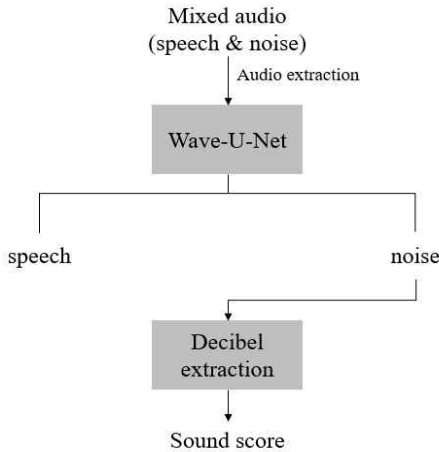 Mixed audio
(speech & noise)
Audio extraction
Wave-U-Net
speech
noise
Decibel
extraction
Sound score